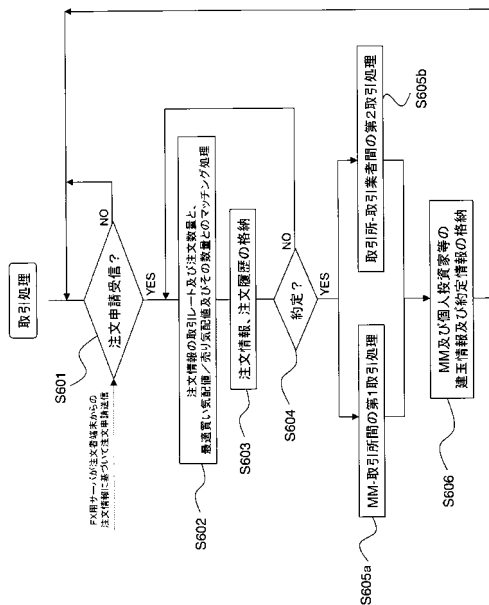 取引処理
S601
注文申請受信?
NO
YES
FX用サーバが注文者端末からの
注文情報に基づいて注文申請送信
注文情報の取引レート及び注文数量と、
最適買い気配値/売り気配値及びその数量とのマッチング処理
S602
注文情報、注文履歴の格納
S603
約定?
NO
S604
YES
MM-取引所間の第1取引処理
S605a
取引所-取引業者間の第2取引処理
S605b
MM及び個人投資家等の
建玉情報及び約定情報の格納
S606